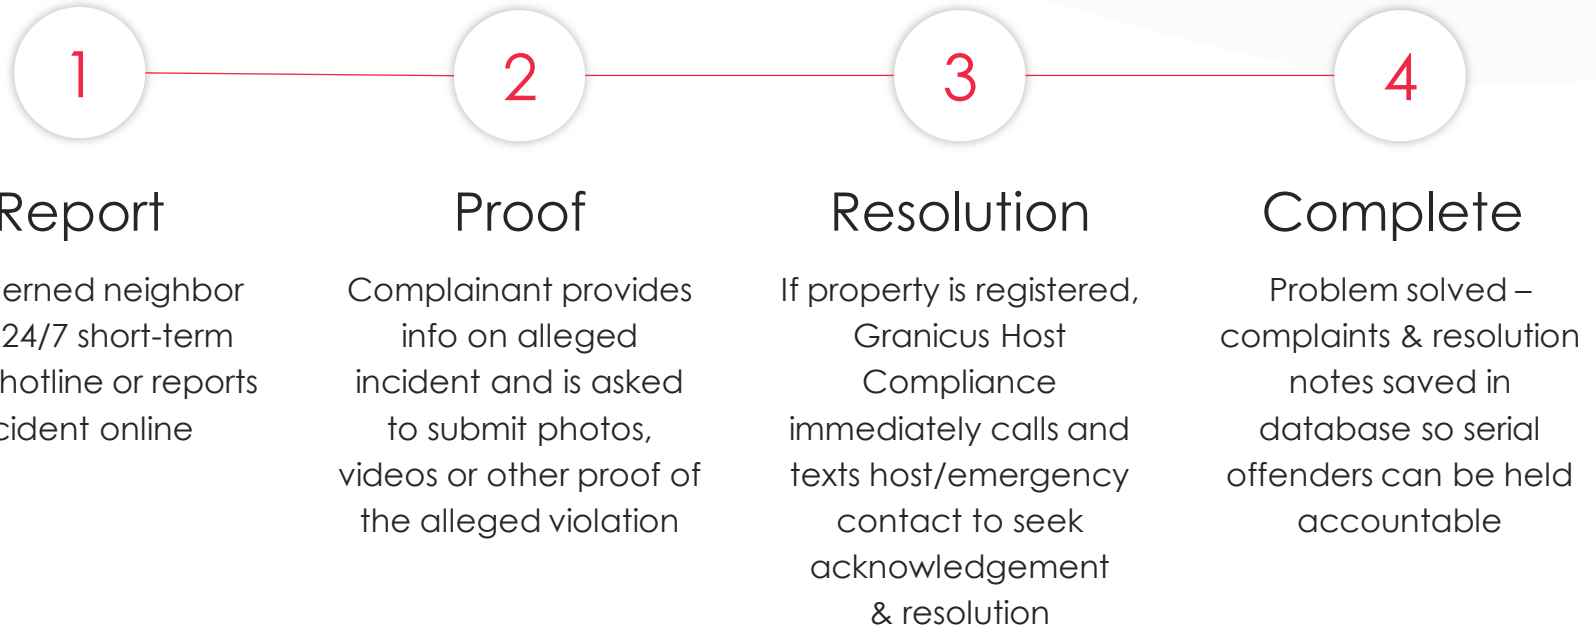 1
2
3
4
Report
neighbor
24/7 short-term
hotline or reports
online
Proof
Complainant provides
info on alleged
incident and is asked
to submit photos,
videos or other proof of
the alleged violation
Resolution
If property is registered,
Granicus Host
Compliance
immediately calls and
texts host/emergency
contact to seek
acknowledgement
& resolution
Complete
Problem solved –
complaints & resolution
notes saved in
database so serial
offenders can be held
accountable